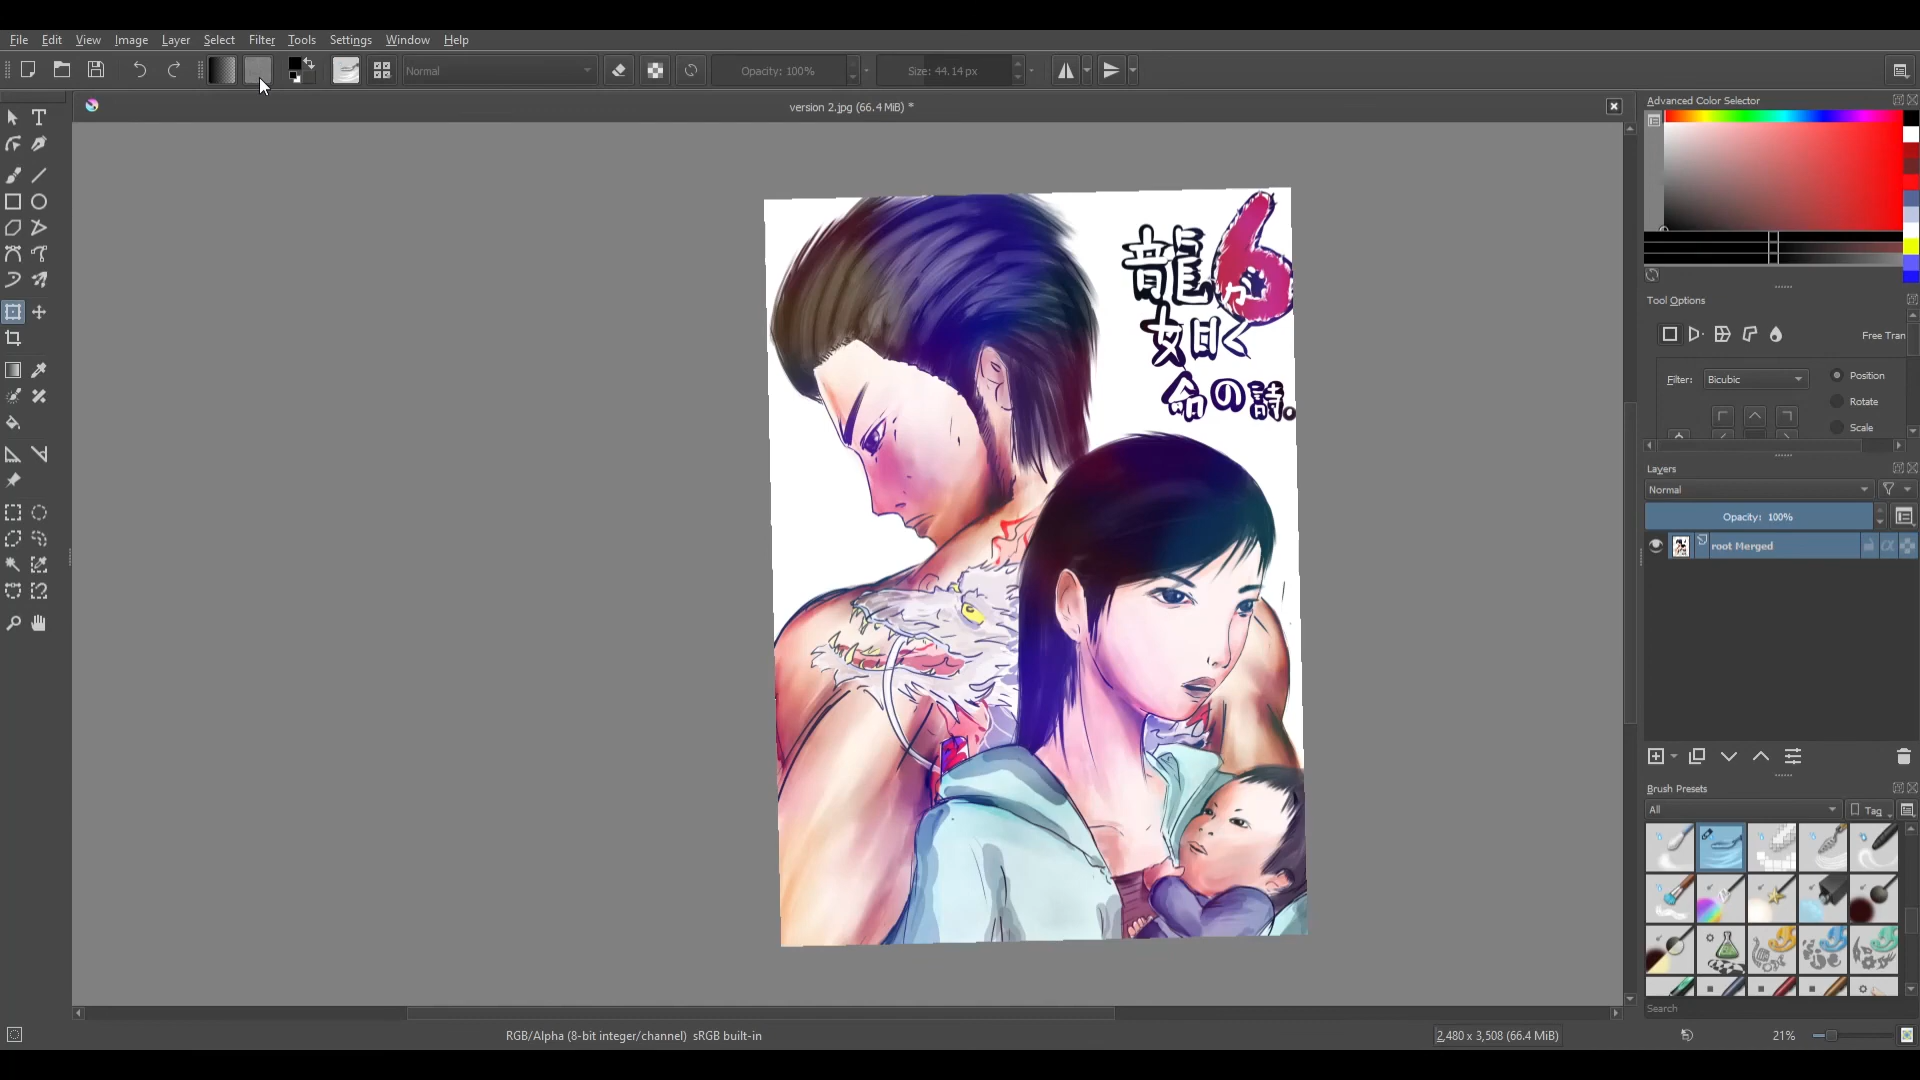 File Edit View Image Layer Select Filter Tools Settings Window Help
Normal
Opacity: 100%
Size: 44.14 px
version 2.jpg (66.4 MiB) *
Advanced Color Selector
Tool Options
Free Tran
Filter: Bicubic
Position
Rotate
Scale
Layers
Normal
Opacity: 100%
root Merged
Brush Presets
All
Tag
Search
龍が
6
如く
命の詩。
RGB/Alpha (8-bit integer/channel) sRGB built-in
2,480 x 3,508 (66.4 MiB)
21%